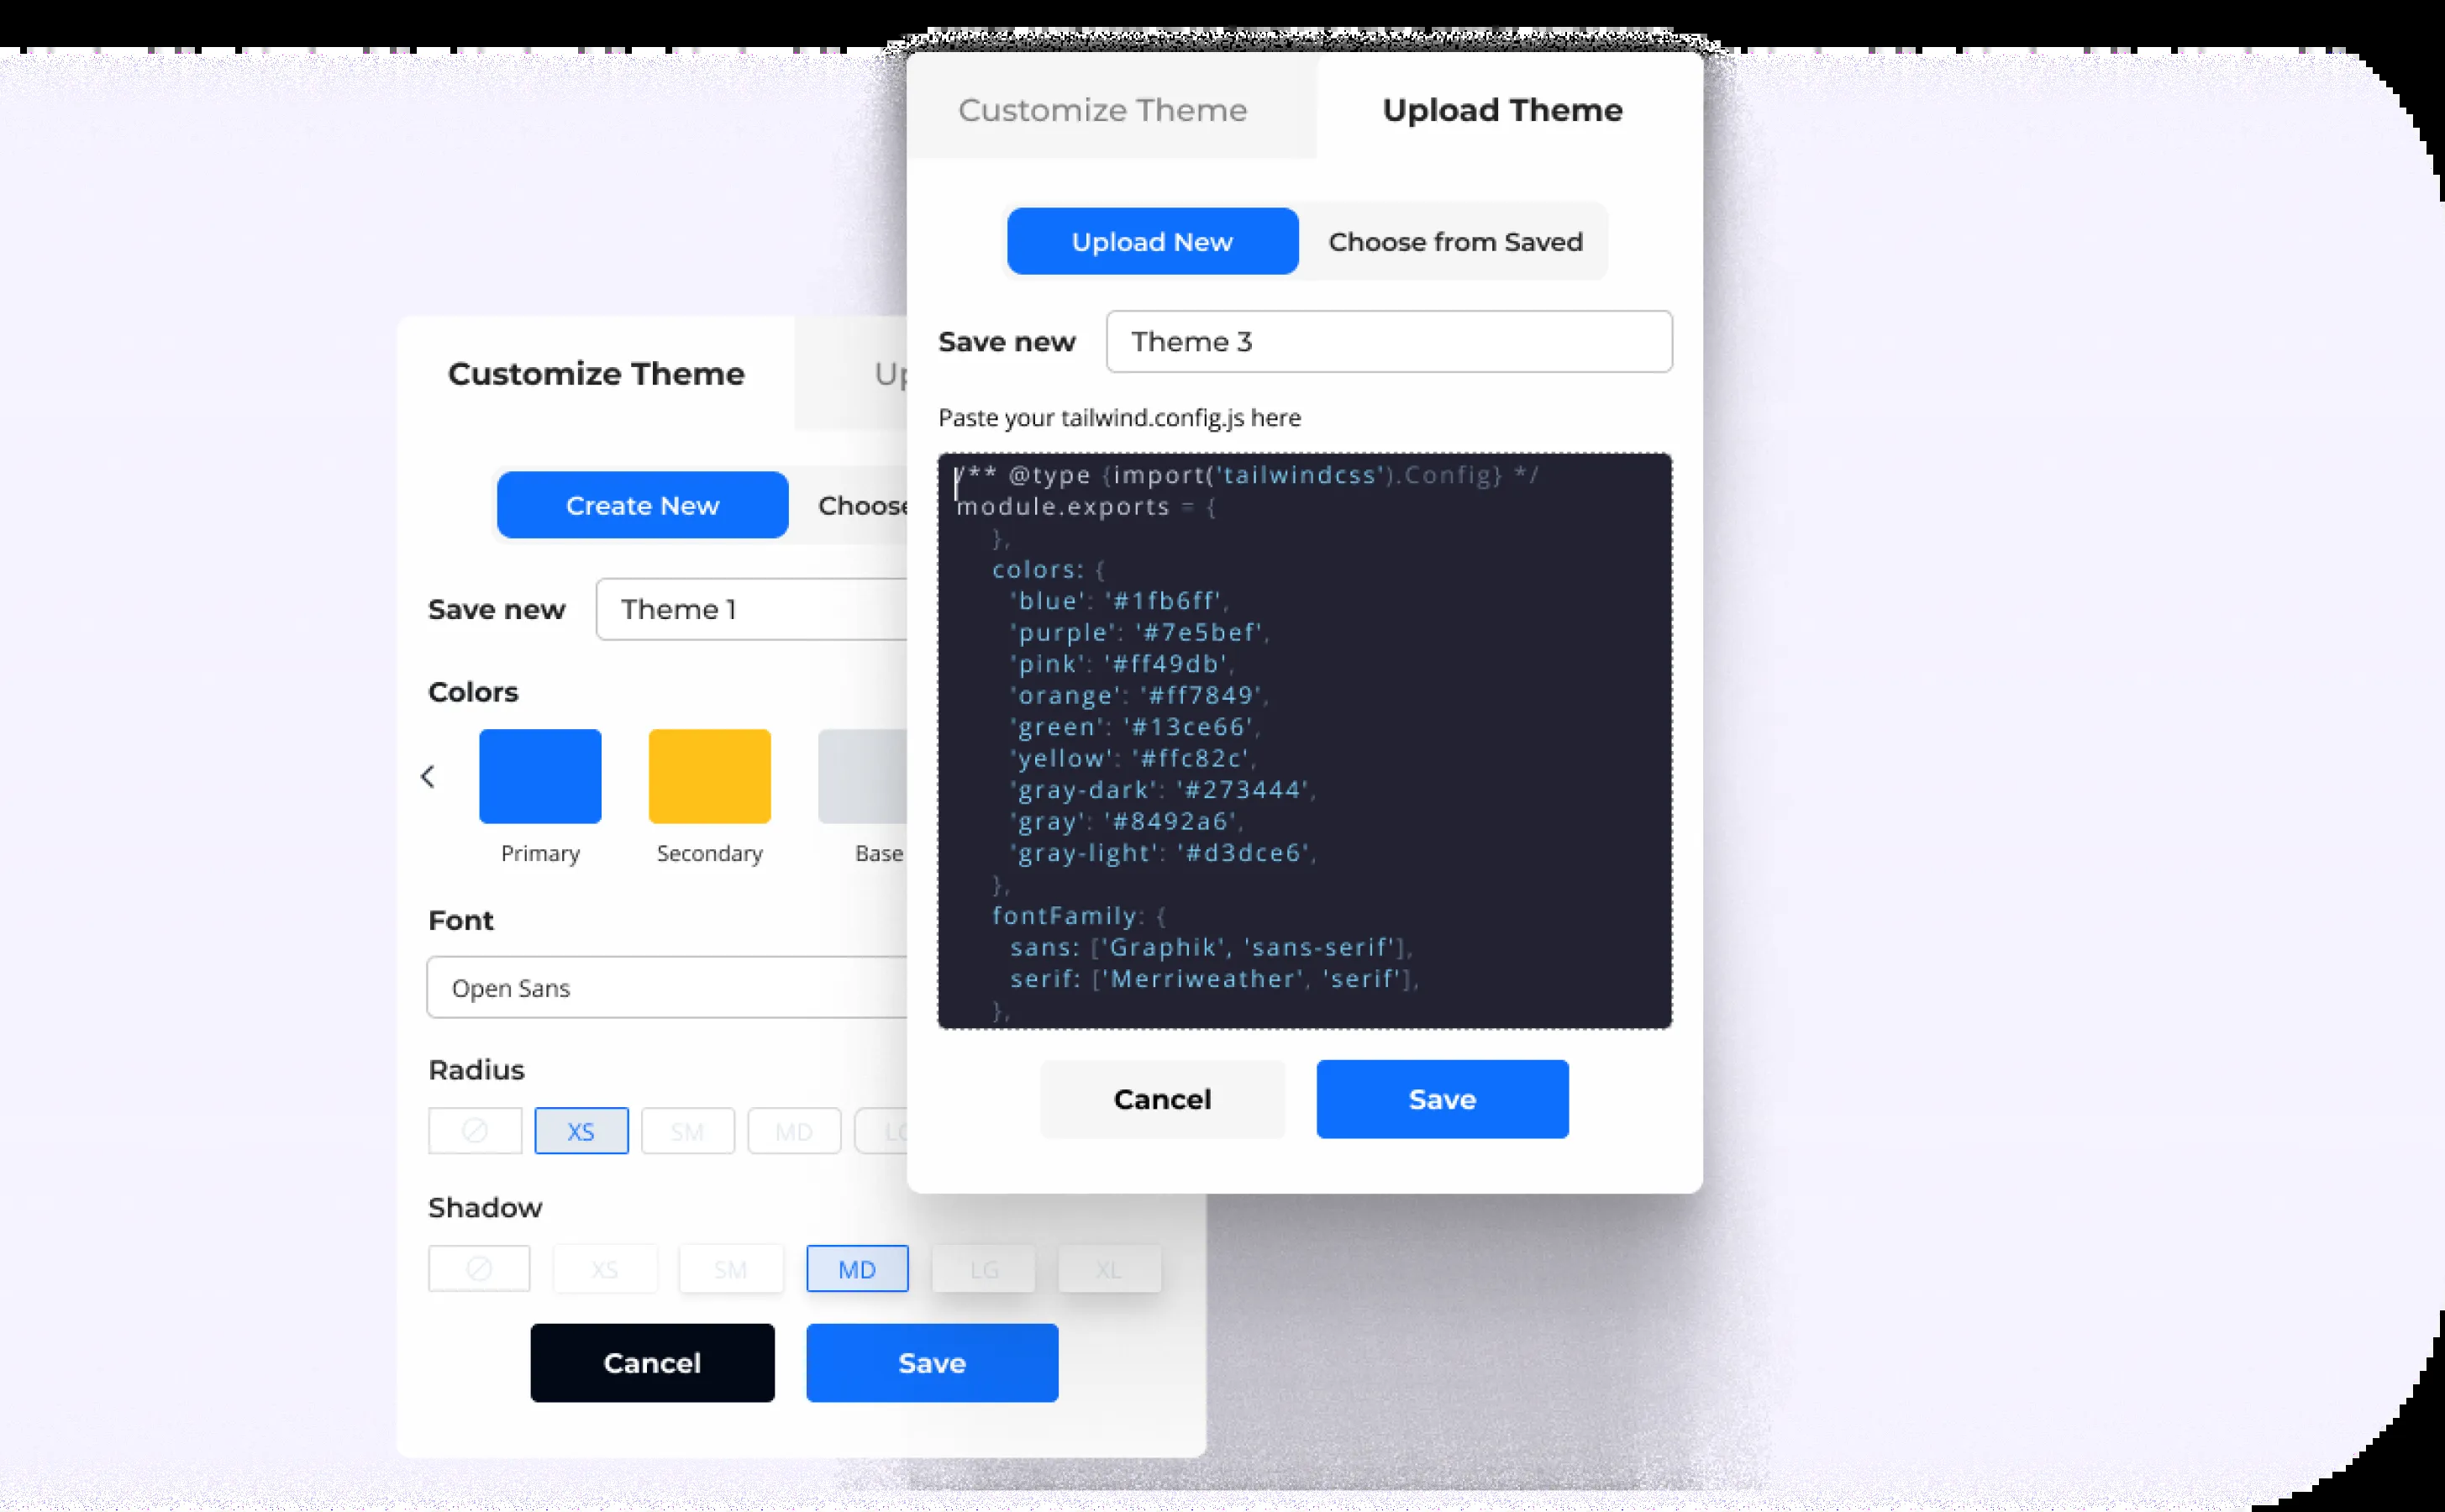 Customize Theme
Upload Theme
Upload New
Choose from Saved
Save new
Theme 3
Paste your tailwind.config.js here
/** @type {import('tailwindcss').Config} */
module.exports = {
},
colors: {
'blue': '#1fb6ff',
'purple': '#7e5bef',
'pink': '#ff49db',
'orange': '#ff7849',
'green': '#13ce66',
'yellow': '#ffc82c',
'gray-dark': '#273444',
'gray': '#8492a6',
'gray-light': '#d3dce6',
},
fontFamily: {
sans: ['Graphik', 'sans-serif'],
serif: ['Merriweather', 'serif'],
},
Cancel
Save
Customize Theme
Up
Create New
Choose
Save new
Theme 1
Colors
Primary
Secondary
Base
Font
Open Sans
Radius
XS
SM
MD
LG
Shadow
XS
SM
MD
LG
XL
Cancel
Save